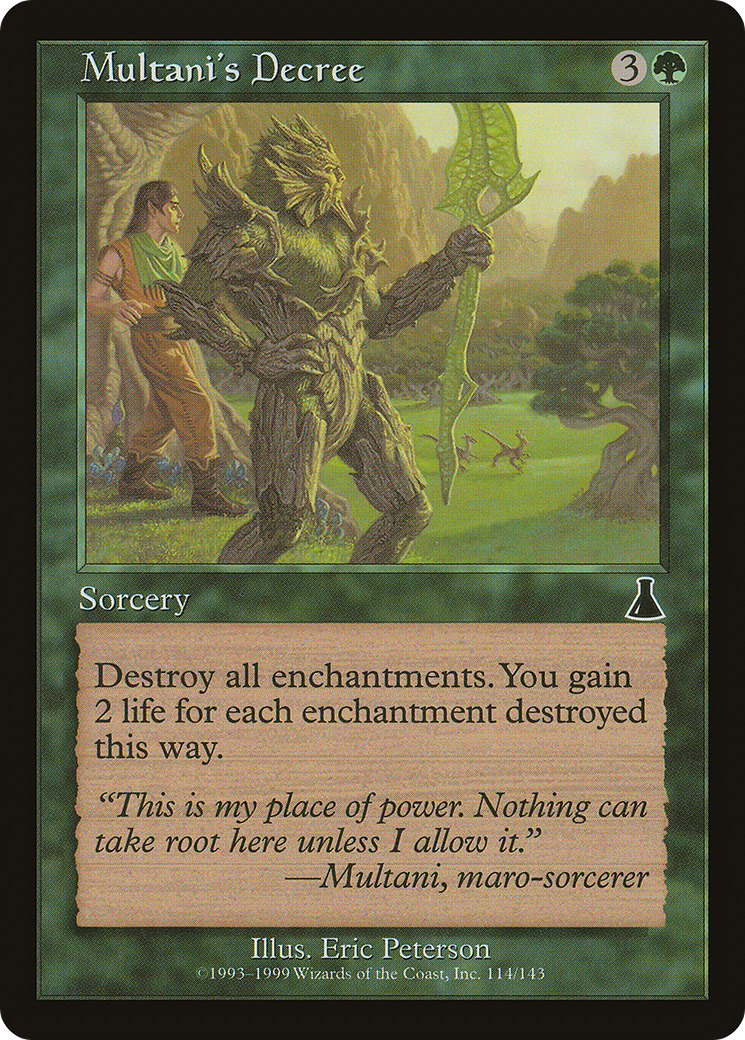 Multani's Decree 3
Sorcery
Destroy all enchantments. You gain
2 life for each enchantment destroyed
this way.
“This is my place of power. Nothing can
take root here unless I allow it.”
—Multani, maro-sorcerer
Illus. Eric Peterson
©1993–1999 Wizards of the Coast, Inc. 114/143